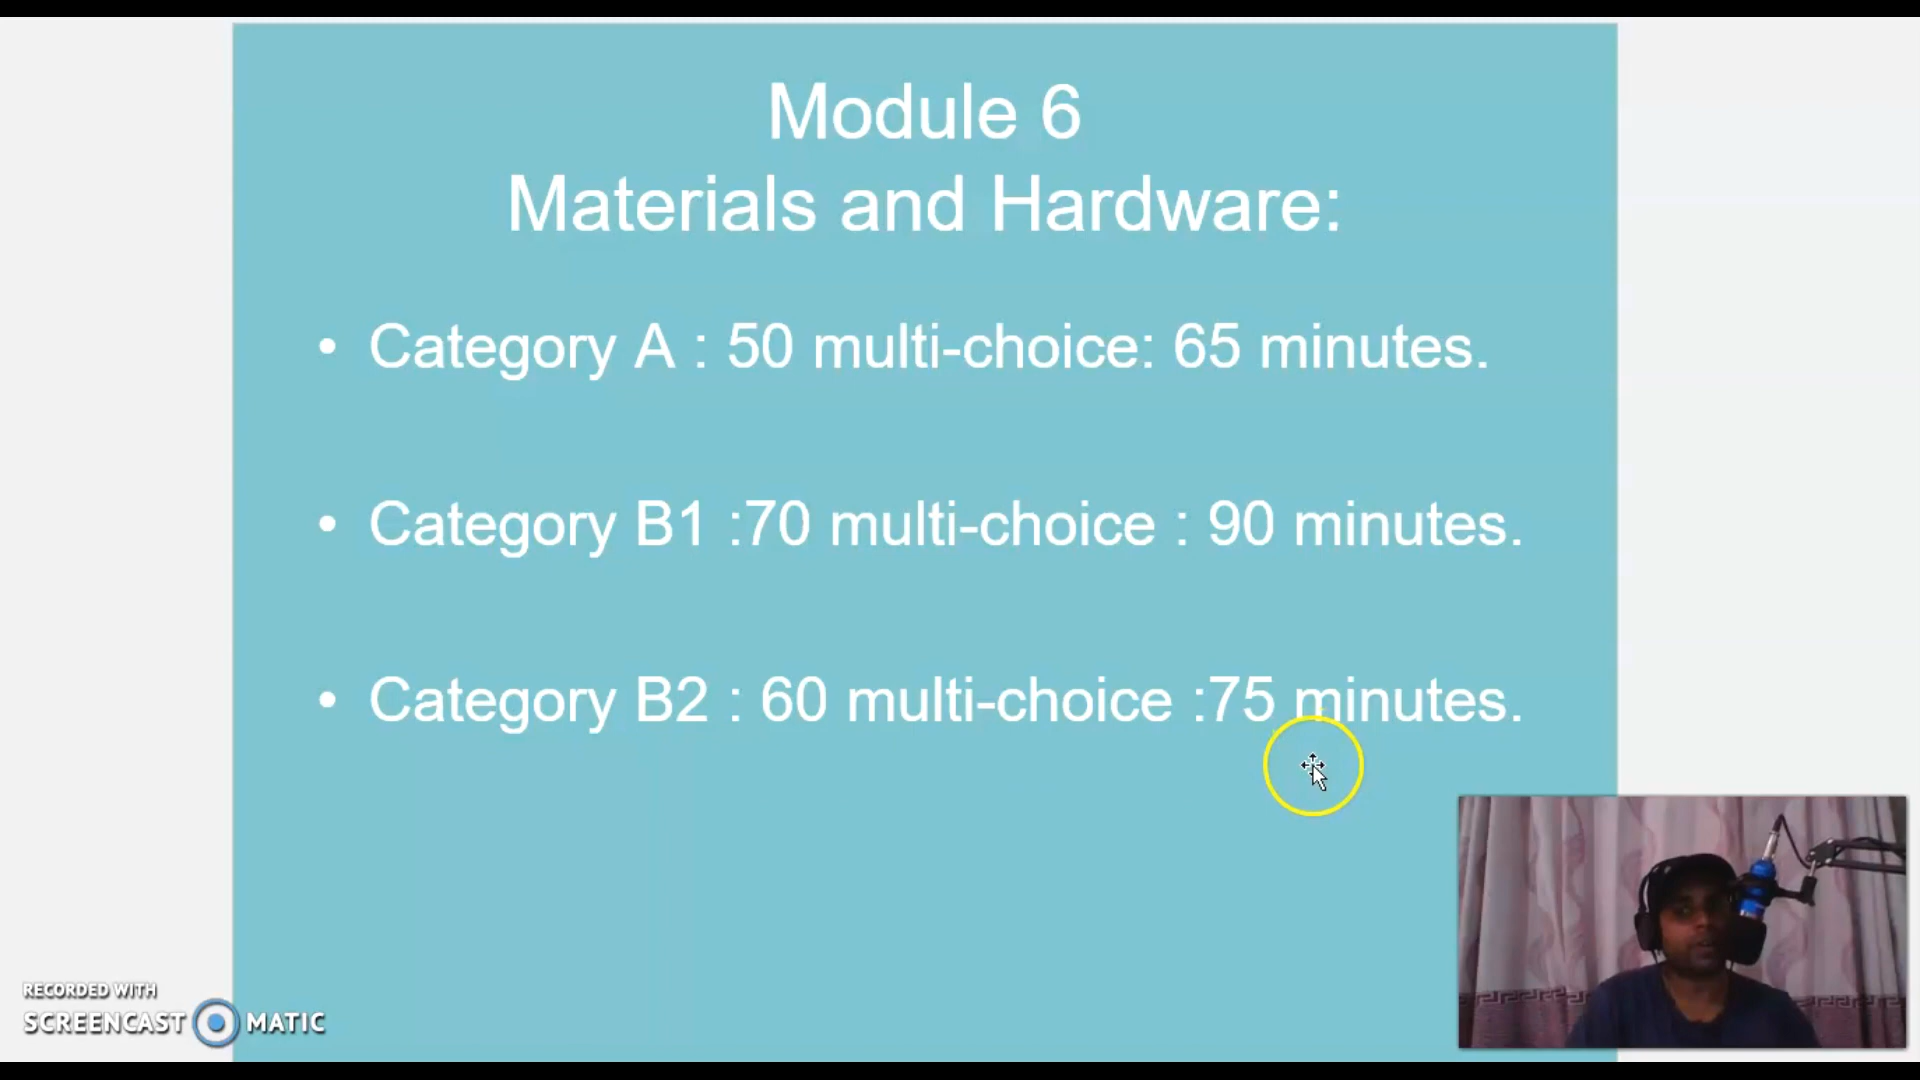 Module 6
Materials and Hardware:
• Category A : 50 multi-choice: 65 minutes.
• Category B1 :70 multi-choice : 90 minutes.
• Category B2 : 60 multi-choice :75 minutes.
RECORDED WITH
SCREENCAST MATIC